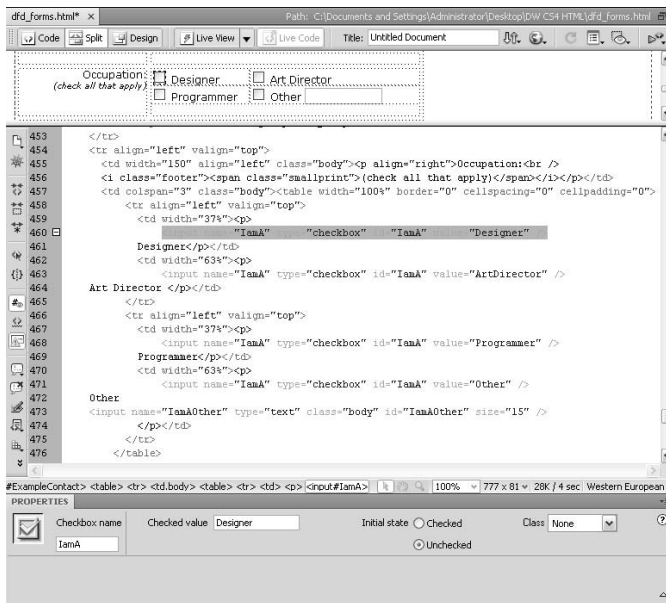 dfd_forms.html* ×
Path: C:\Documents and Settings\Administrator\Desktop\DW CS4 HTML\dfd_forms.html
Code Split Design Live View Live Code Title: Untitled Document
Occupation: Designer Art Director
(check all that apply) Programmer Other
453 </tr>
454 <tr align="left" valign="top">
455 <td width="150" align="left" class="body"><p align="right">Occupation:<br />
456 <i class="footer"><span class="smallprint">(check all that apply)</span></i></p></td>
457 <td colspan="3" class="body"><table width="100%" border="0" cellspacing="0" cellpadding="0">
458 <tr align="left" valign="top">
459 <td width="37%"><p>
460 <input name="IamA" type="checkbox" id="IamA" value="Designer" />
461 Designer</p></td>
462 <td width="63%"><p>
463 <input name="IamA" type="checkbox" id="IamA" value="ArtDirector" />
464 Art Director </p></td>
465 </tr>
466 <tr align="left" valign="top">
467 <td width="37%"><p>
468 <input name="IamA" type="checkbox" id="IamA" value="Programmer" />
469 Programmer</p></td>
470 <td width="63%"><p>
471 <input name="IamA" type="checkbox" id="IamA" value="Other" />
472 Other
473 <input name="IamAOther" type="text" class="body" id="IamAOther" size="15" />
474 </p></td>
475 </tr>
476 </table>
#ExampleContact> <table> <tr> <td.body> <table> <tr> <td> <p> <input#IamA> 100% 777 x 81 28K / 4 sec Western European
PROPERTIES
Checkbox name Checked value Designer Initial state Checked Class None
IamA Unchecked